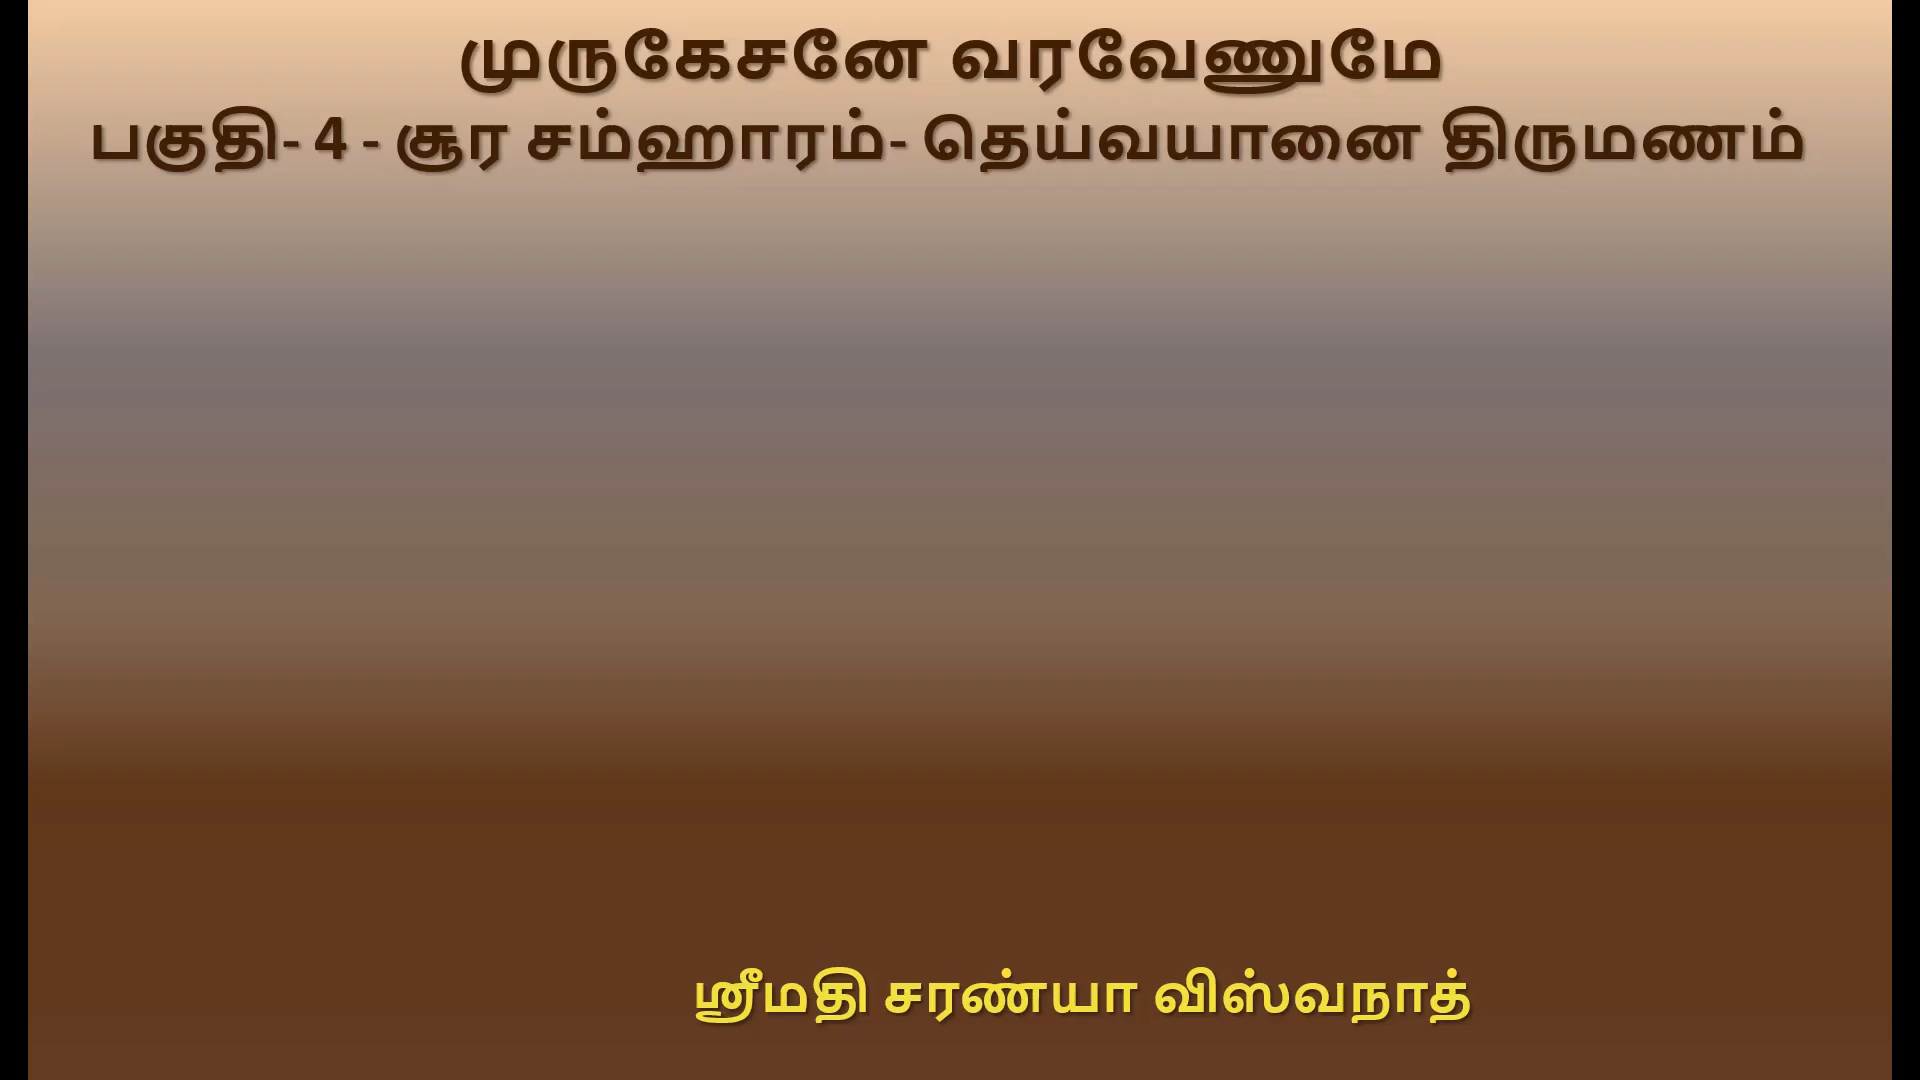 முருகேசனே வரவேணுமே
பகுதி- 4 - சூர சம்ஹாரம்- தெய்வயானை திருமணம்
ஸ்ரீமதி சரண்யா விஸ்வநாத்